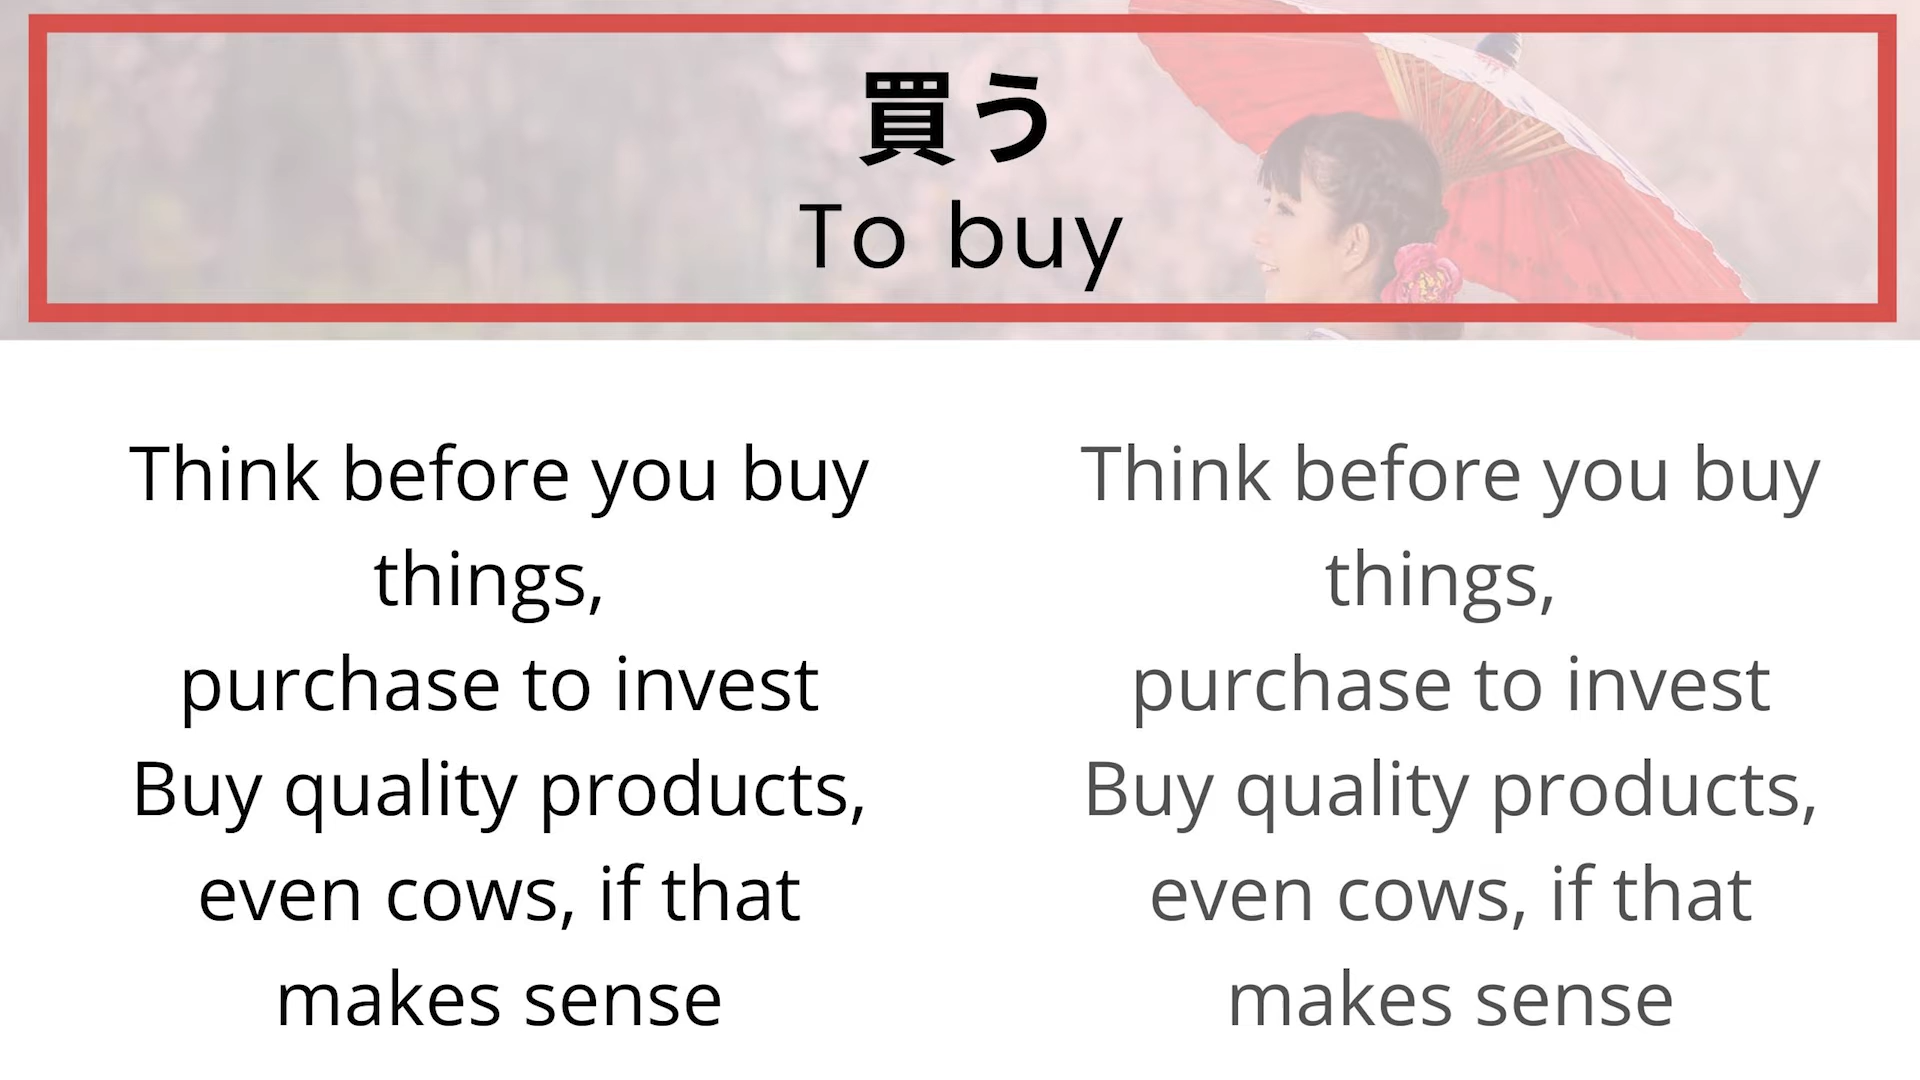 買う
To buy
Think before you buy
things,
purchase to invest
Buy quality products,
even cows, if that
makes sense
Think before you buy
things,
purchase to invest
Buy quality products,
even cows, if that
makes sense